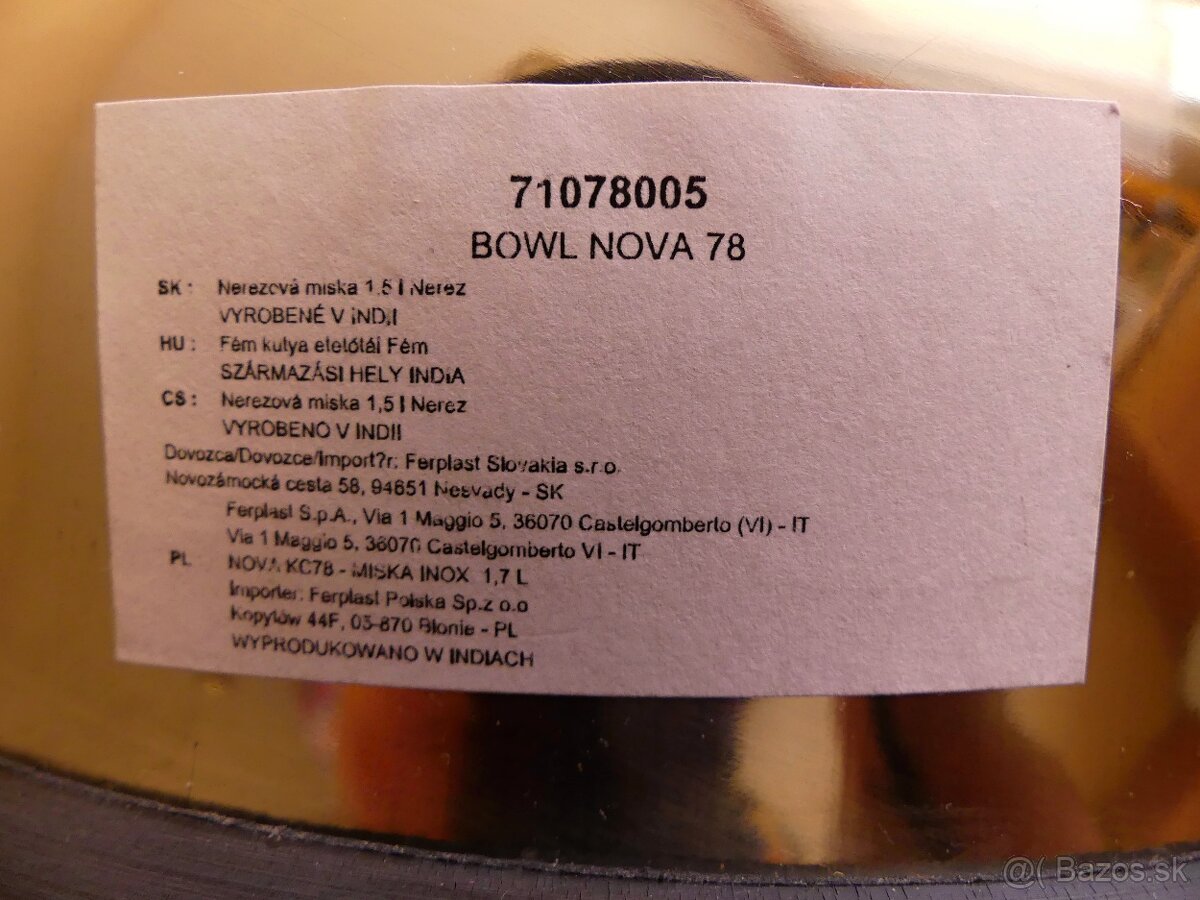 71078005
BOWL NOVA 78
SK : Nerezová miska 1,5 l Nerez
VYROBENÉ V INDII
HU : Fém kutya etetőtál Fém
SZÁRMAZÁSI HELY INDIA
CS : Nerezová miska 1,5 l Nerez
VYROBENO V INDII
Dovozca/Dovozce/Import?r: Ferplast Slovakia s.r.o.
Novozámocká cesta 58, 94651 Nesvady - SK
Ferplast S.p.A., Via 1 Maggio 5, 36070 Castelgomberto (VI) - IT
Via 1 Maggio 5, 36070 Castelgomberto VI - IT
PL NOVA KC78 - MISKA INOX 1,7 L
Importer: Ferplast Polska Sp.z o.o
Kopytów 44F, 05-870 Błonie - PL
WYPRODUKOWANO W INDIACH
@( Bazos.sk